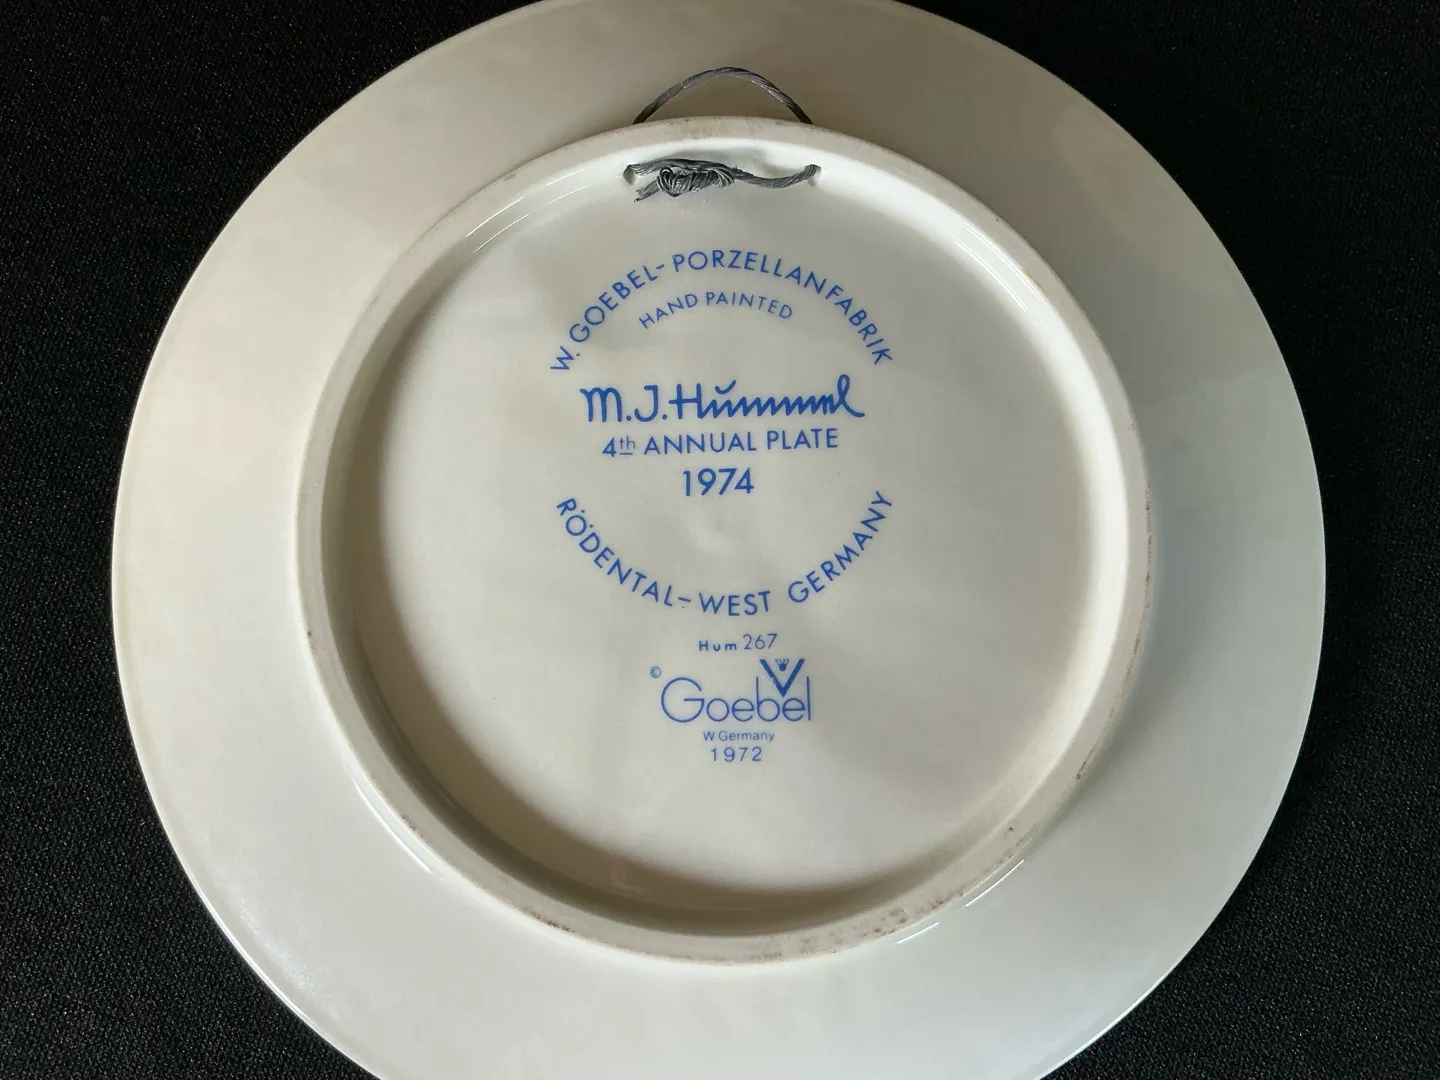 W. GOEBEL-PORZELLANFABRIK
HAND PAINTED
M.J.Hummel
4th ANNUAL PLATE
1974
RÖDENTAL-WEST GERMANY
Hum 267
© Goebel
W Germany
1972